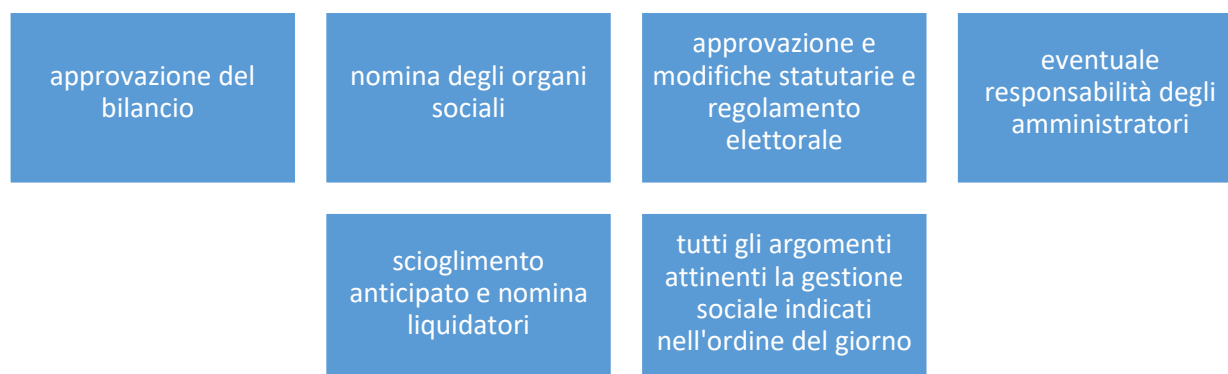 approvazione del
bilancio
nomina degli organi
sociali
approvazione e
modifiche statutarie e
regolamento
elettorale
eventuale
responsabilità degli
amministratori
scioglimento
anticipato e nomina
liquidatori
tutti gli argomenti
attinenti la gestione
sociale indicati
nell'ordine del giorno